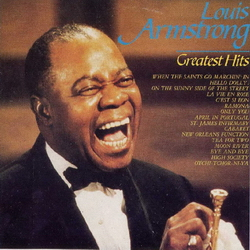 Louis
Armstrong
Greatest Hits
WHEN THE SAINTS GO MARCHIN' IN
HELLO DOLLY
ON THE SUNNY SIDE OF THE STREET
LA VIE EN ROSE
C'EST SI BON
RAMONA
ONLY YOU
APRIL IN PORTUGAL
ST. JAMES INFIRMARY
CABARET
NEW ORLEANS FUNCTION
TEA FOR TWO
MOON RIVER
BYE AND BYE
HIGH SOCIETY